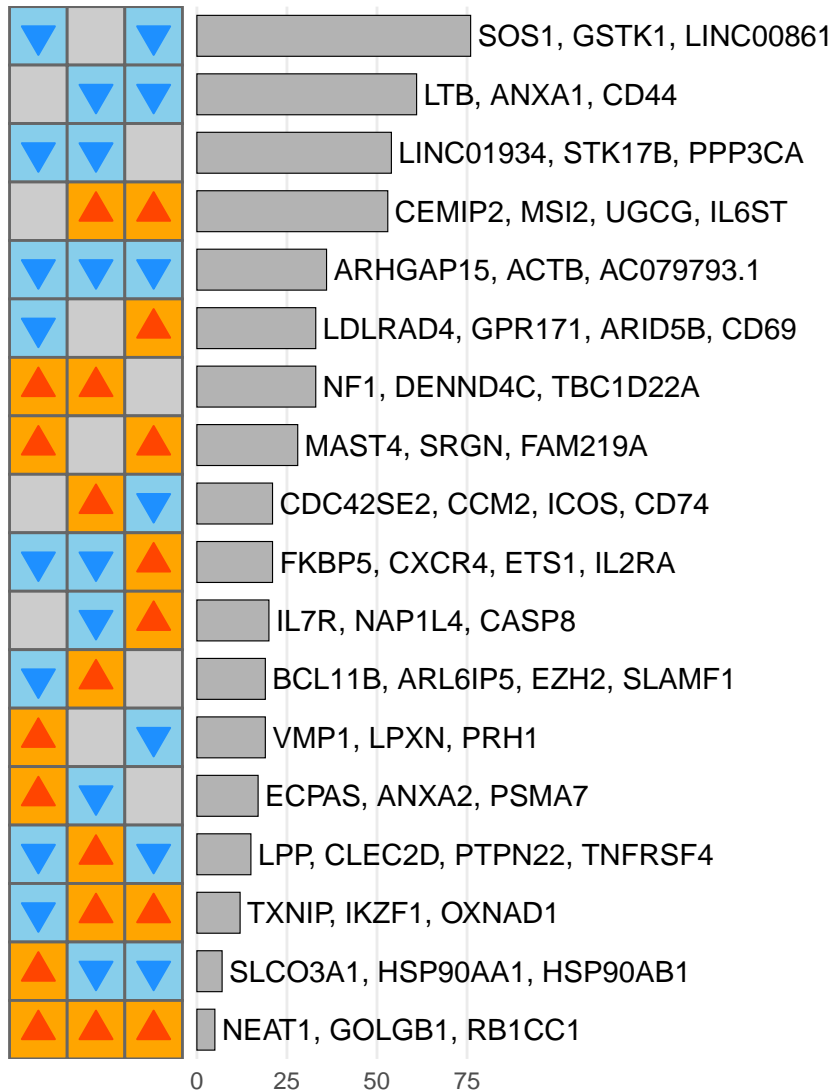 SOS1, GSTK1, LINC00861
LTB, ANXA1, CD44
LINC01934, STK17B, PPP3CA
CEMIP2, MSI2, UGCG, IL6ST
ARHGAP15, ACTB, AC079793.1
LDLRAD4, GPR171, ARID5B, CD69
NF1, DENND4C, TBC1D22A
MAST4, SRGN, FAM219A
CDC42SE2, CCM2, ICOS, CD74
FKBP5, CXCR4, ETS1, IL2RA
IL7R, NAP1L4, CASP8
BCL11B, ARL6IP5, EZH2, SLAMF1
VMP1, LPXN, PRH1
ECPAS, ANXA2, PSMA7
LPP, CLEC2D, PTPN22, TNFRSF4
TXNIP, IKZF1, OXNAD1
SLCO3A1, HSP90AA1, HSP90AB1
NEAT1, GOLGB1, RB1CC1
0 25 50 75